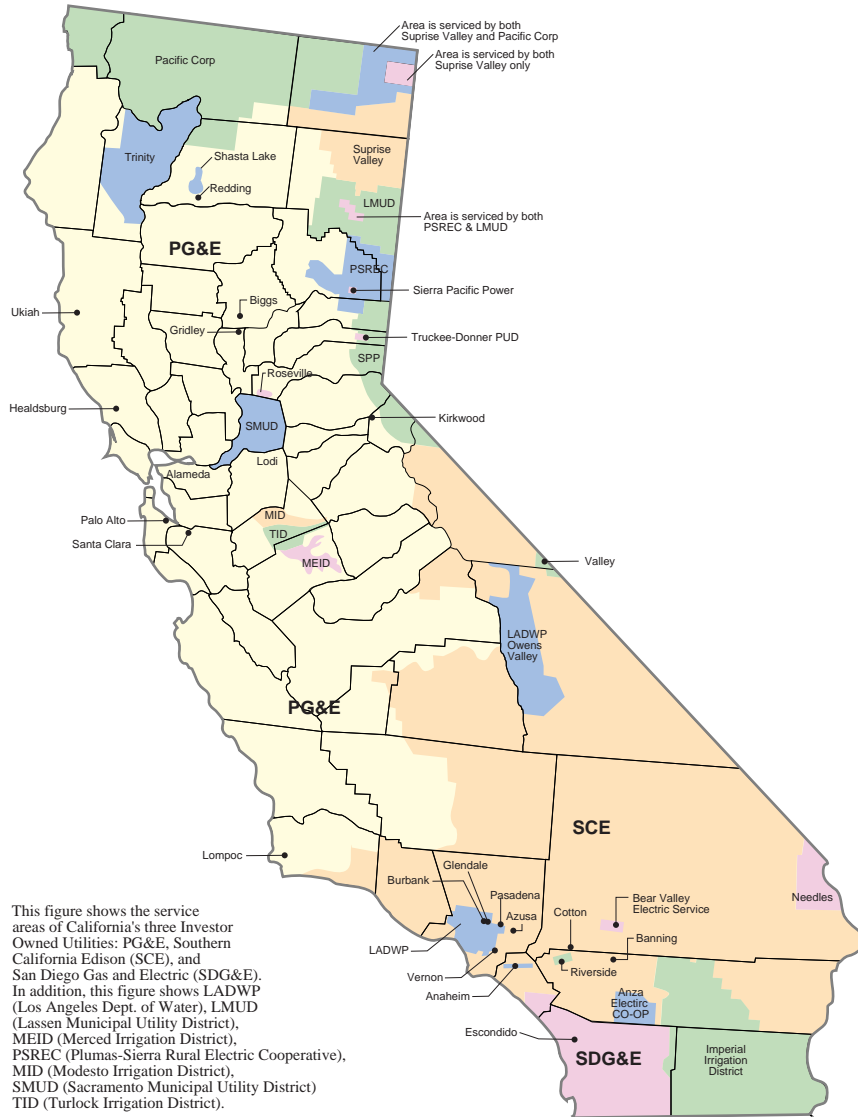 Area is serviced by both
Suprise Valley and Pacific Corp
Area is serviced by both
Suprise Valley only
Pacific Corp
Trinity
Shasta Lake
Redding
Suprise
Valley
LMUD
Area is serviced by both
PSREC & LMUD
PG&E
PSREC
Sierra Pacific Power
Ukiah
Biggs
Gridley
Truckee-Donner PUD
SPP
Roseville
Healdsburg
Kirkwood
SMUD
Lodi
Alameda
MID
Palo Alto
TID
Santa Clara
MEID
Valley
LADWP
Owens
Valley
PG&E
SCE
Lompoc
Glendale
Burbank
Pasadena
Azusa
Needles
Bear Valley
Electric Service
Cotton
Banning
LADWP
Vernon
Riverside
Anaheim
Anza
Electirc
CO-OP
Escondido
SDG&E
Imperial
Irrigation
District
This figure shows the service
areas of California's three Investor
Owned Utilities: PG&E, Southern
California Edison (SCE), and
San Diego Gas and Electric (SDG&E).
In addition, this figure shows LADWP
(Los Angeles Dept. of Water), LMUD
(Lassen Municipal Utility District),
MEID (Merced Irrigation District),
PSREC (Plumas-Sierra Rural Electric Cooperative),
MID (Modesto Irrigation District),
SMUD (Sacramento Municipal Utility District)
TID (Turlock Irrigation District).